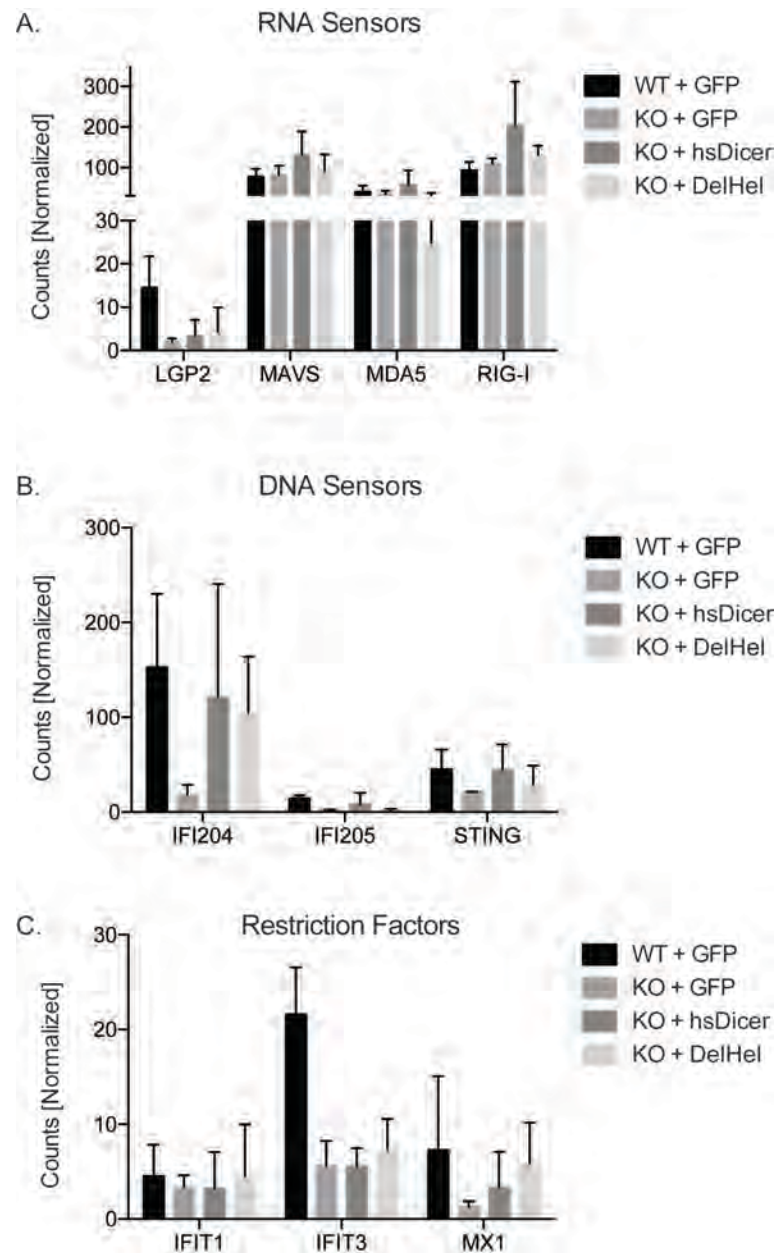 A.
RNA Sensors
Counts [Normalized]
300
200
100
30
20
10
0
LGP2 MAVS MDA5 RIG-I
WT + GFP
KO + GFP
KO + hsDicer
KO + DelHel
B.
DNA Sensors
Counts [Normalized]
300
200
100
0
IFI204 IFI205 STING
WT + GFP
KO + GFP
KO + hsDicer
KO + DelHel
C.
Restriction Factors
Counts [Normalized]
30
20
10
0
IFIT1 IFIT3 MX1
WT + GFP
KO + GFP
KO + hsDicer
KO + DelHel